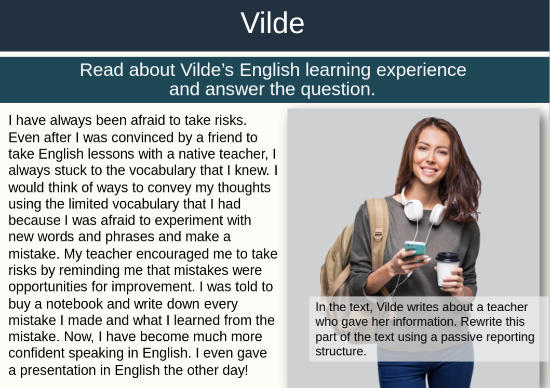 Vilde
Read about Vilde's English learning experience
and answer the question.
I have always been afraid to take risks.
Even after I was convinced by a friend to
take English lessons with a native teacher, I
always stuck to the vocabulary that I knew. I
would think of ways to convey my thoughts
using the limited vocabulary that I had
because I was afraid to experiment with
new words and phrases and make a
mistake. My teacher encouraged me to take
risks by reminding me that mistakes were
opportunities for improvement. I was told to
buy a notebook and write down every
mistake I made and what I learned from the
mistake. Now, I have become much more
confident speaking in English. I even gave
a presentation in English the other day!
In the text, Vilde writes about a teacher
who gave her information. Rewrite this
part of the text using a passive reporting
structure.